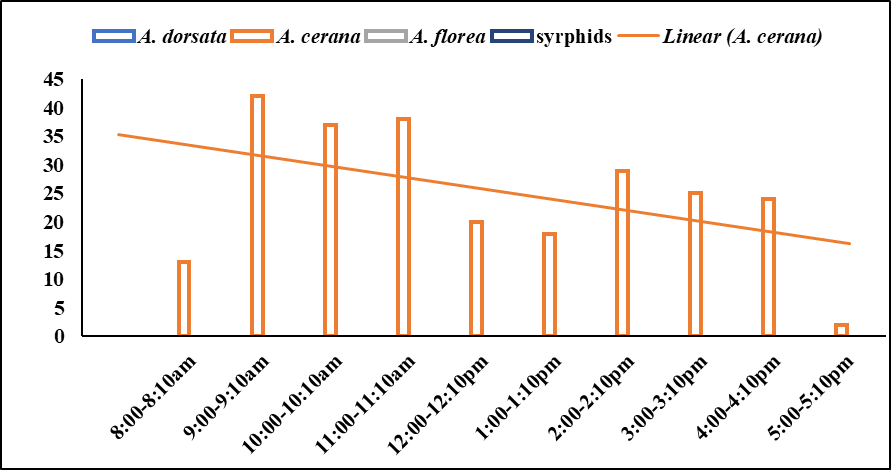 A. dorsata A. cerana A. florea syrphids Linear (A. cerana)
45
40
35
30
25
20
15
10
5
0
8:00-8:10am
9:00-9:10am
10:00-10:10am
11:00-11:10am
12:00-12:10pm
1:00-1:10pm
2:00-2:10pm
3:00-3:10pm
4:00-4:10pm
5:00-5:10pm